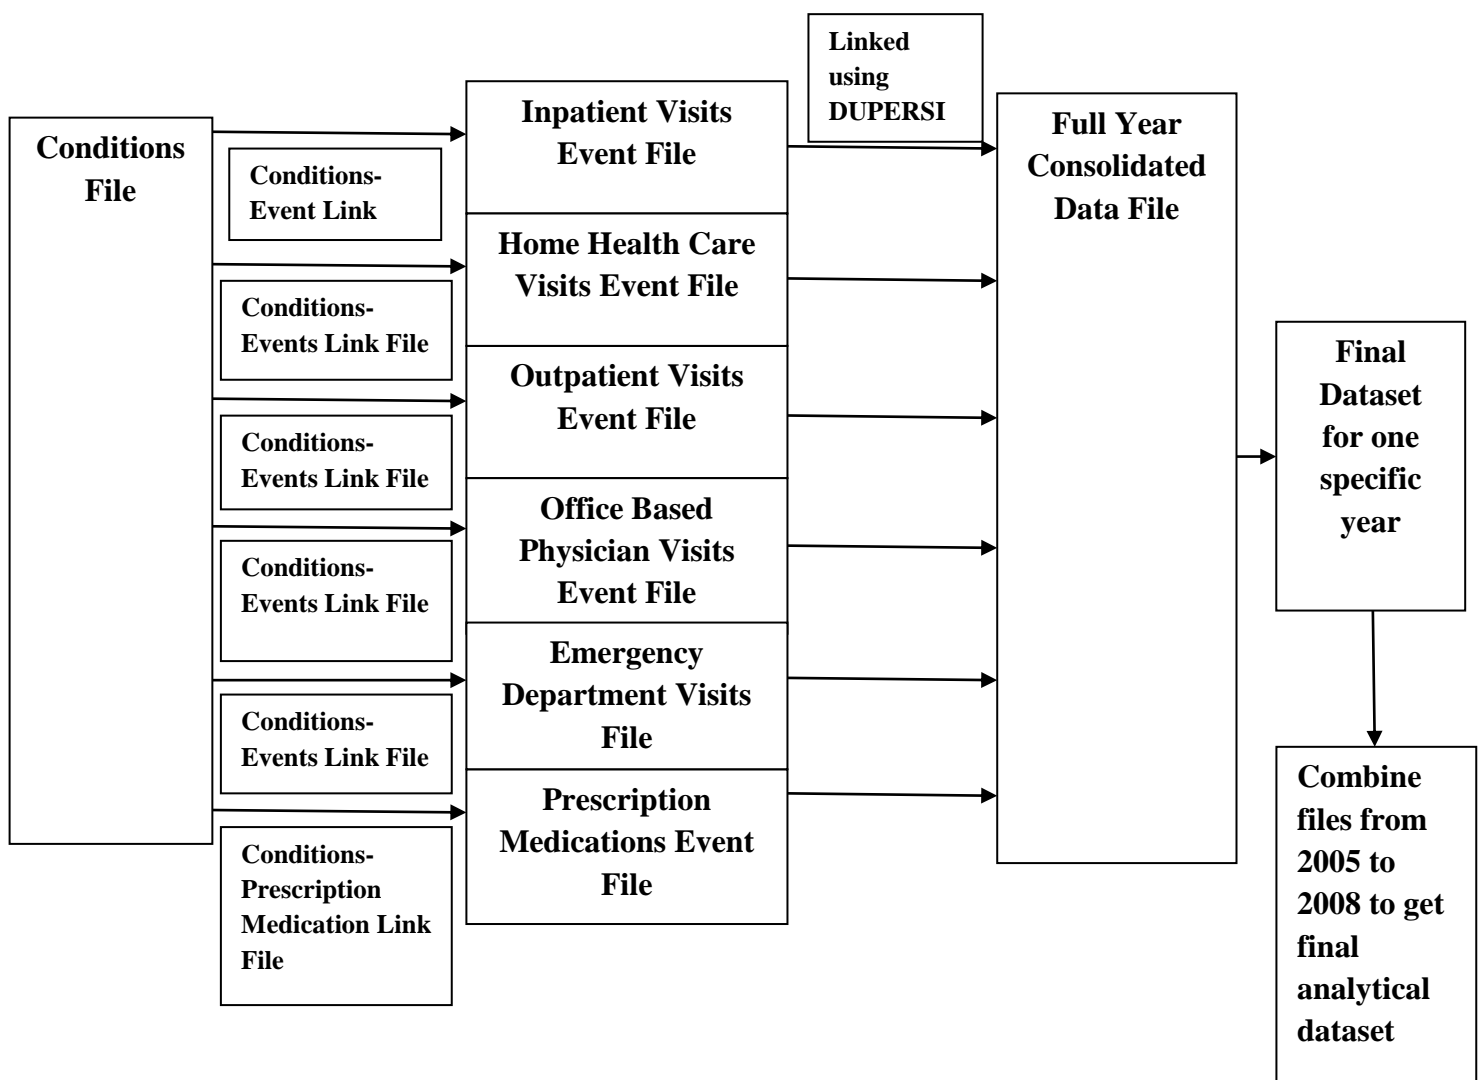 Conditions
File
Conditions-
Event Link
Conditions-
Events Link File
Conditions-
Events Link File
Conditions-
Events Link File
Conditions-
Events Link File
Conditions-
Prescription
Medication Link
File
Inpatient Visits
Event File
Home Health Care
Visits Event File
Outpatient Visits
Event File
Office Based
Physician Visits
Event File
Emergency
Department Visits
File
Prescription
Medications Event
File
Linked
using
DUPERSI
Full Year
Consolidated
Data File
Final
Dataset
for one
specific
year
Combine
files from
2005 to
2008 to get
final
analytical
dataset